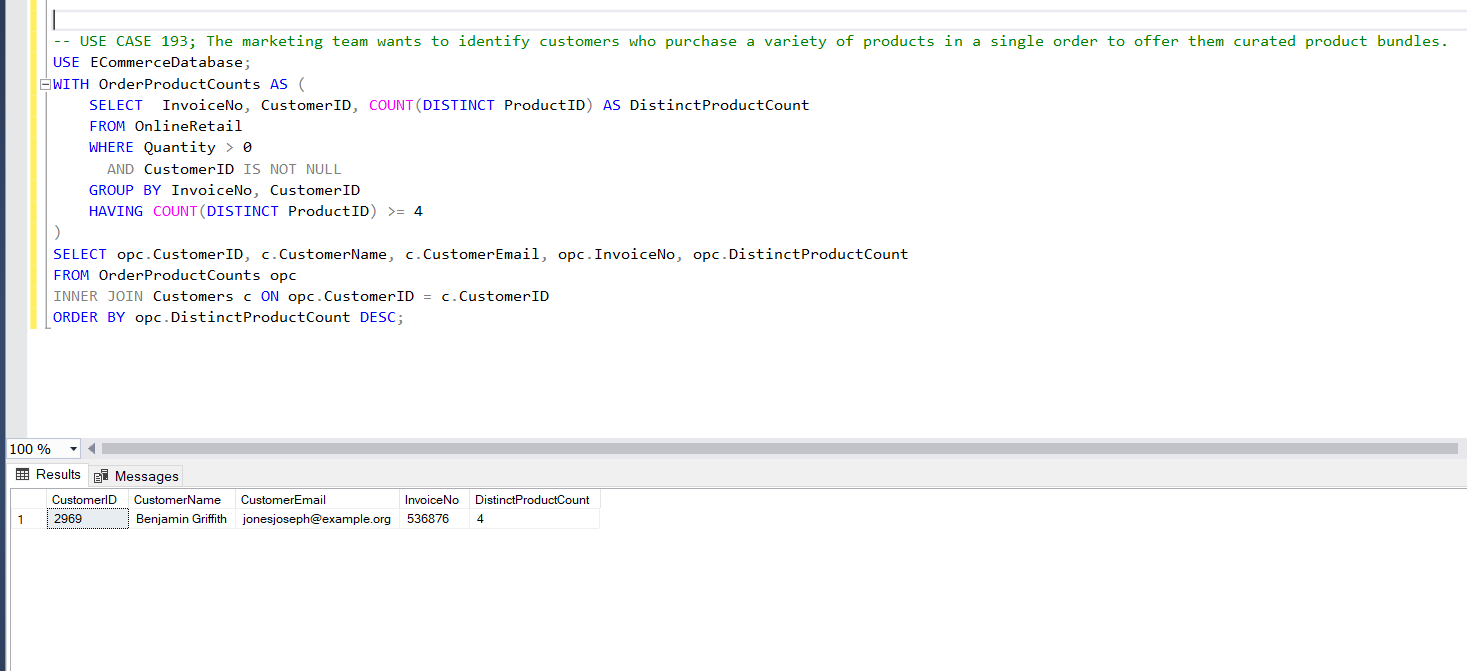 -- USE CASE 193; The marketing team wants to identify customers who purchase a variety of products in a single order to offer them curated product bundles.
USE ECommerceDatabase;
WITH OrderProductCounts AS (
    SELECT  InvoiceNo, CustomerID, COUNT(DISTINCT ProductID) AS DistinctProductCount
    FROM OnlineRetail
    WHERE Quantity > 0
      AND CustomerID IS NOT NULL
    GROUP BY InvoiceNo, CustomerID
    HAVING COUNT(DISTINCT ProductID) >= 4
)
SELECT opc.CustomerID, c.CustomerName, c.CustomerEmail, opc.InvoiceNo, opc.DistinctProductCount
FROM OrderProductCounts opc
INNER JOIN Customers c ON opc.CustomerID = c.CustomerID
ORDER BY opc.DistinctProductCount DESC;
100 %
Results Messages
CustomerID CustomerName CustomerEmail InvoiceNo DistinctProductCount
1 2969 Benjamin Griffith jonesjoseph@example.org 536876 4